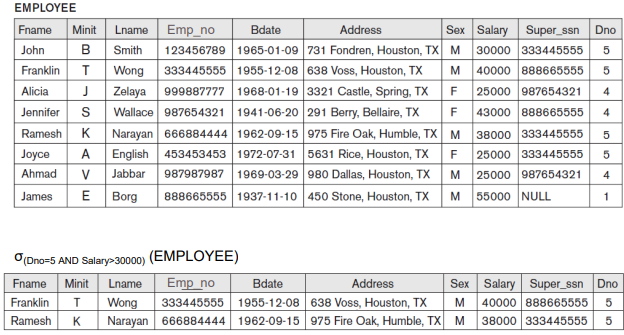 EMPLOYEE
Fname Minit Lname Emp_no Bdate Address Sex Salary Super_ssn Dno
John B Smith 123456789 1965-01-09 731 Fondren, Houston, TX M 30000 333445555 5
Franklin T Wong 333445555 1955-12-08 638 Voss, Houston, TX M 40000 888665555 5
Alicia J Zelaya 999887777 1968-01-19 3321 Castle, Spring, TX F 25000 987654321 4
Jennifer S Wallace 987654321 1941-06-20 291 Berry, Bellaire, TX F 43000 888665555 4
Ramesh K Narayan 666884444 1962-09-15 975 Fire Oak, Humble, TX M 38000 333445555 5
Joyce A English 453453453 1972-07-31 5631 Rice, Houston, TX F 25000 333445555 5
Ahmad V Jabbar 987987987 1969-03-29 980 Dallas, Houston, TX M 25000 987654321 4
James E Borg 888665555 1937-11-10 450 Stone, Houston, TX M 55000 NULL 1
σ(Dno=5 AND Salary>30000) (EMPLOYEE)
Fname Minit Lname Emp_no Bdate Address Sex Salary Super_ssn Dno
Franklin T Wong 333445555 1955-12-08 638 Voss, Houston, TX M 40000 888665555 5
Ramesh K Narayan 666884444 1962-09-15 975 Fire Oak, Humble, TX M 38000 333445555 5